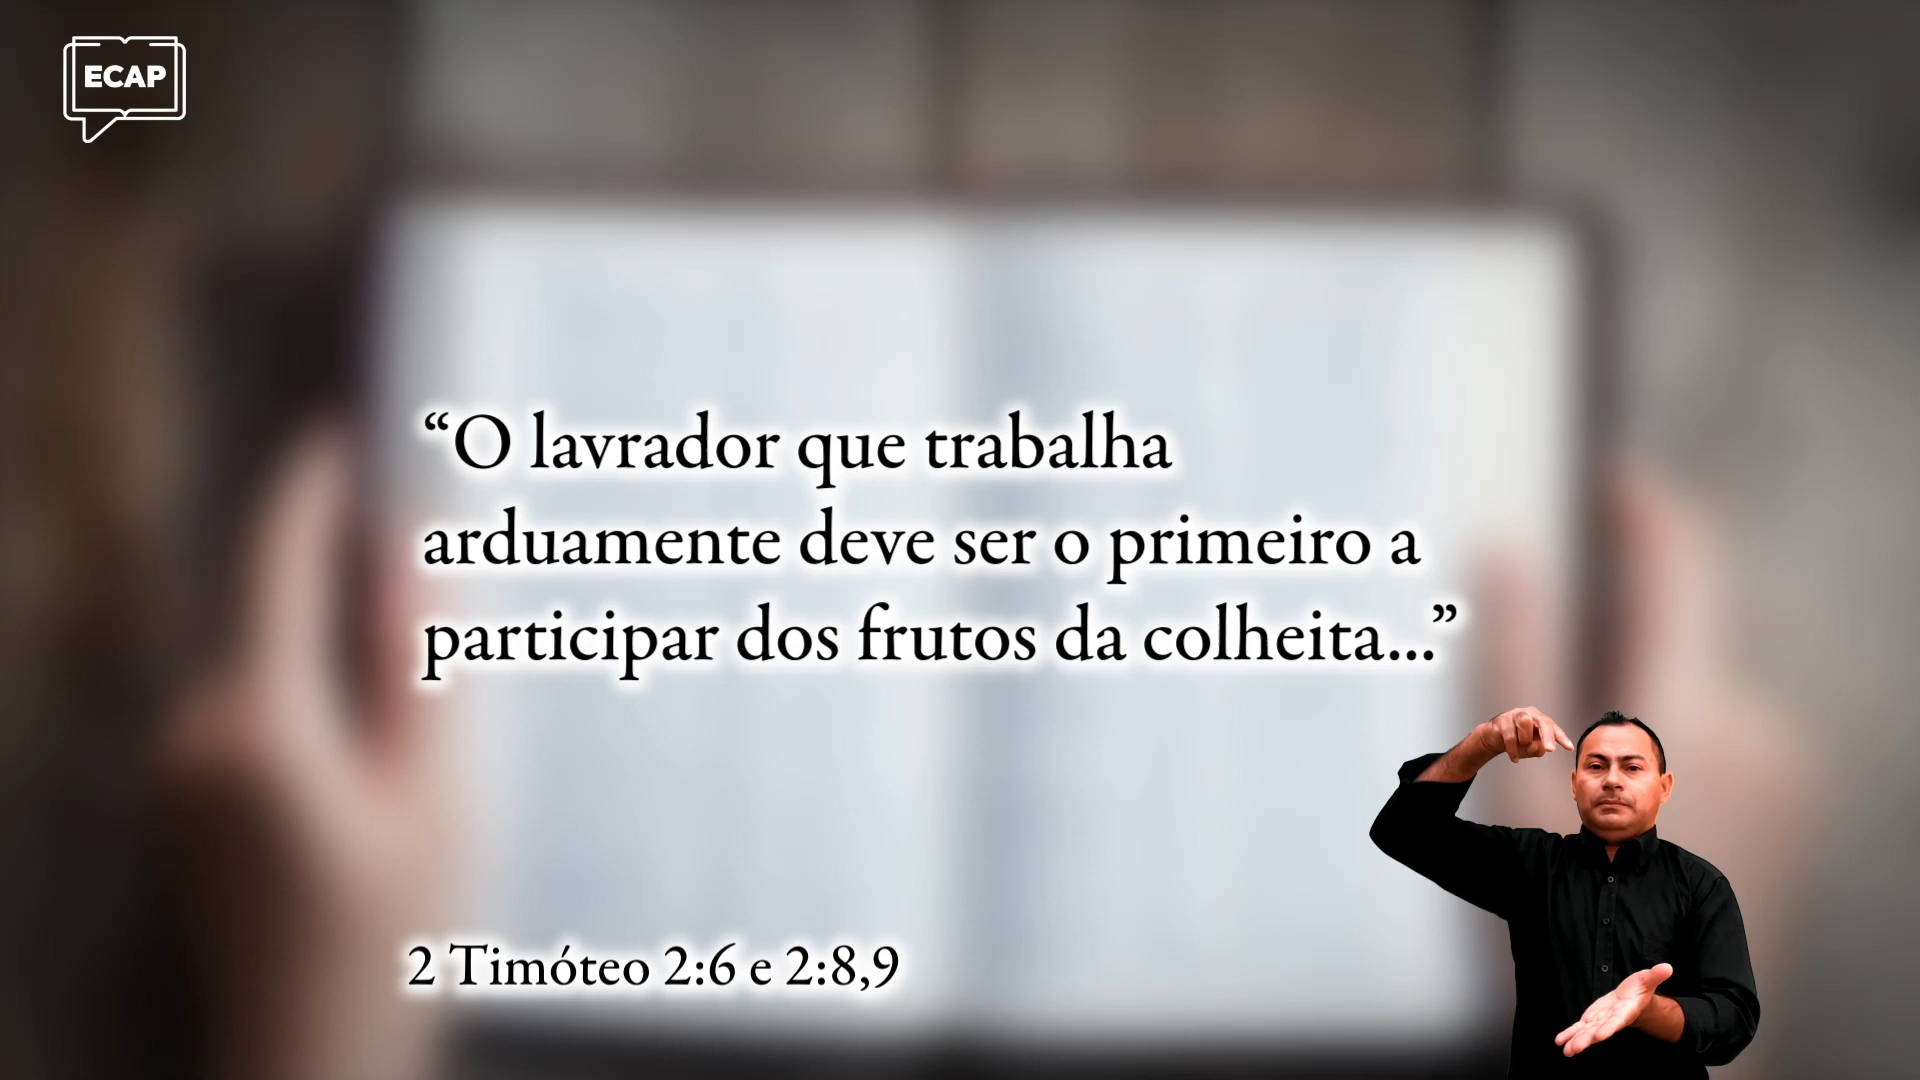 ECAP
“O lavrador que trabalha
arduamente deve ser o primeiro a
participar dos frutos da colheita...”
2 Timóteo 2:6 e 2:8,9